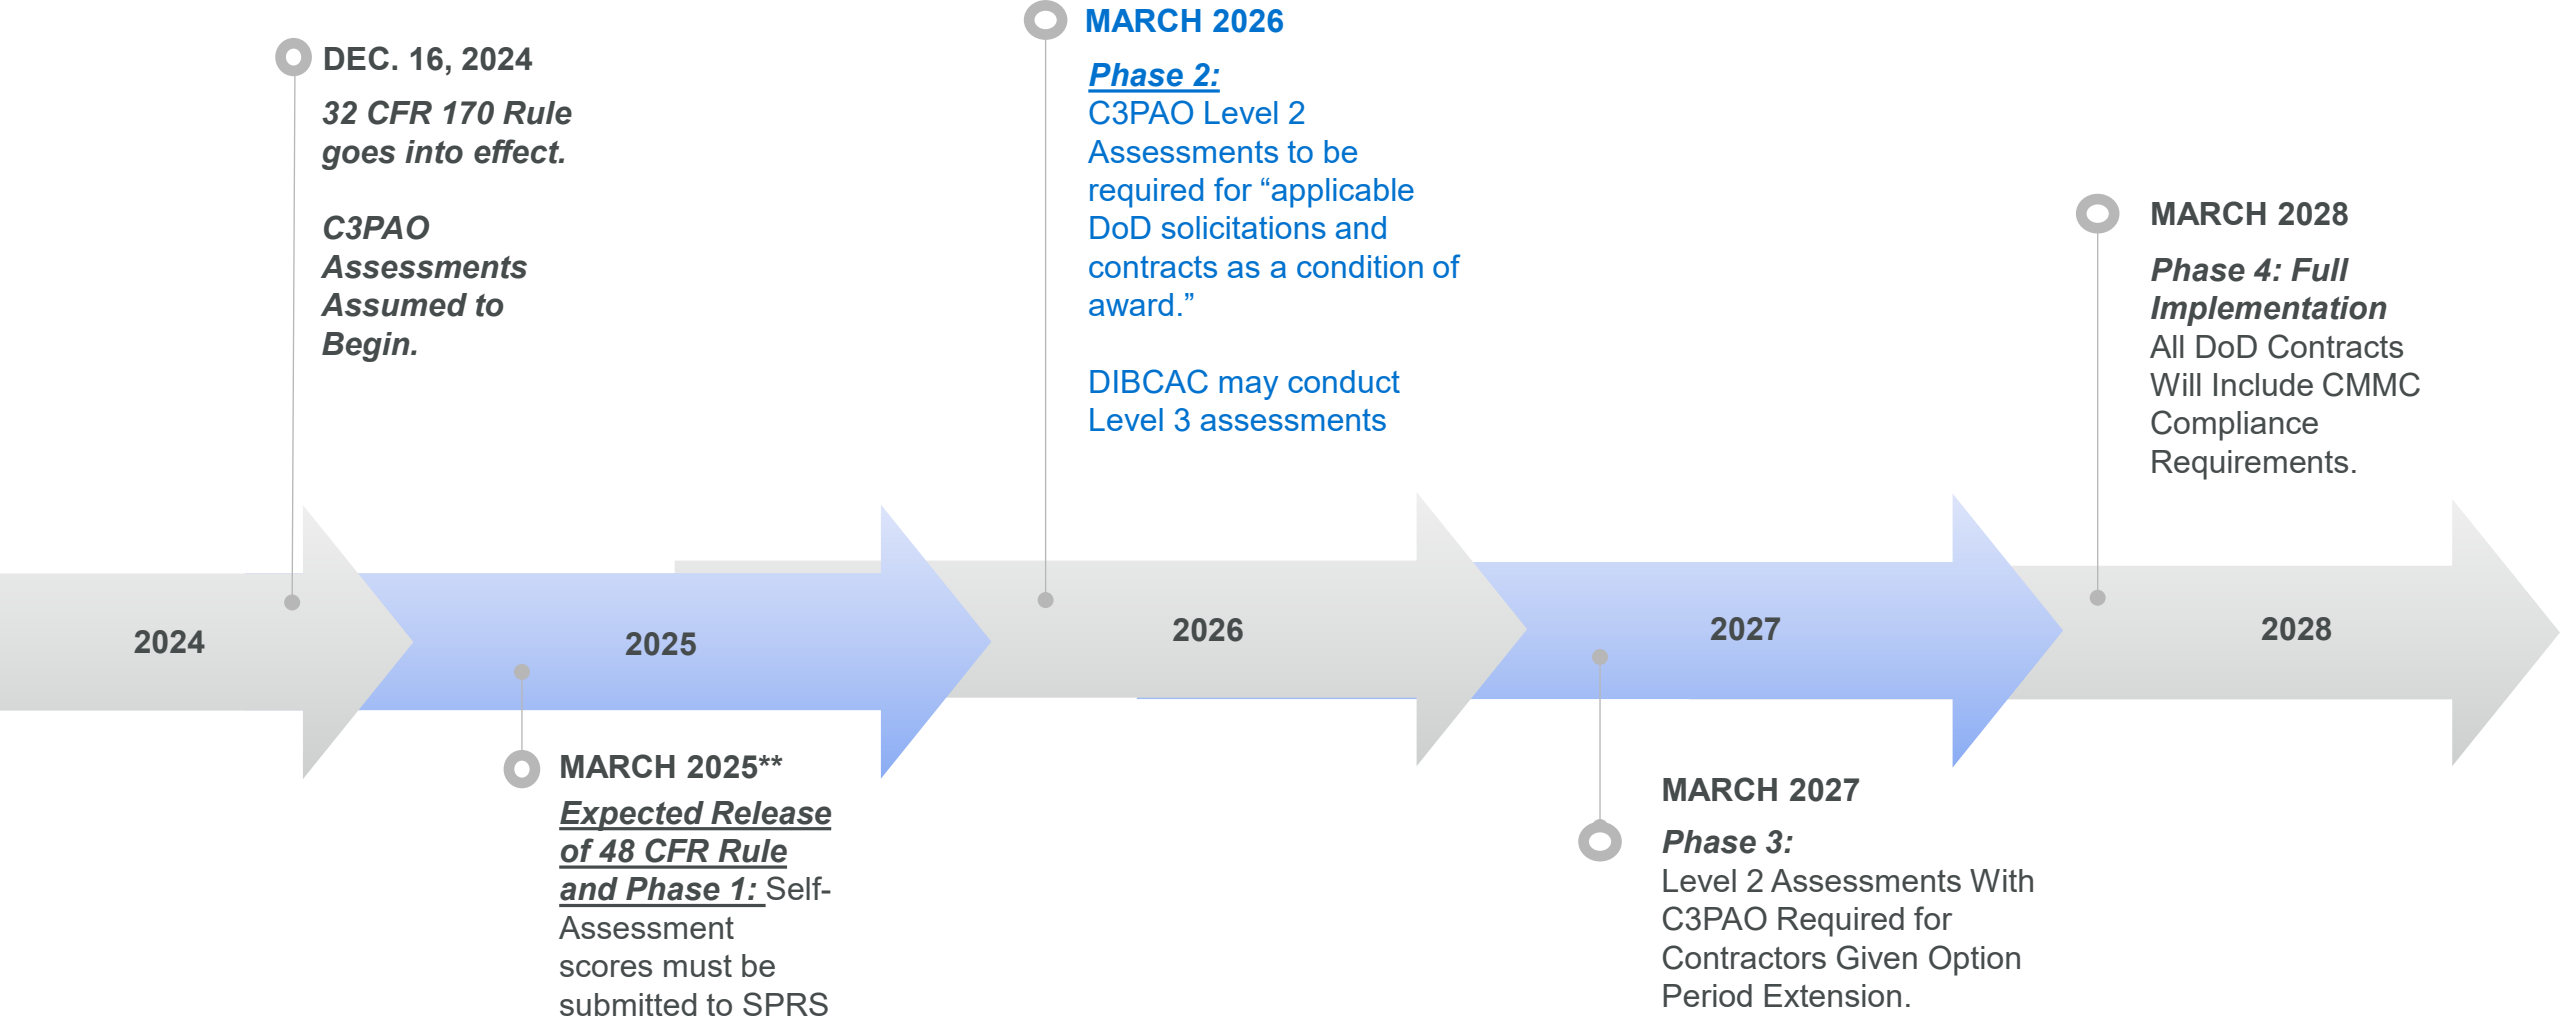 DEC. 16, 2024
32 CFR 170 Rule
goes into effect.
C3PAO
Assessments
Assumed to
Begin.
MARCH 2026
Phase 2:
C3PAO Level 2
Assessments to be
required for “applicable
DoD solicitations and
contracts as a condition of
award.”
DIBCAC may conduct
Level 3 assessments
MARCH 2028
Phase 4: Full
Implementation
All DoD Contracts
Will Include CMMC
Compliance
Requirements.
2024
2025
2026
2027
2028
MARCH 2025**
Expected Release
of 48 CFR Rule
and Phase 1: Self-
Assessment
scores must be
submitted to SPRS
MARCH 2027
Phase 3:
Level 2 Assessments With
C3PAO Required for
Contractors Given Option
Period Extension.